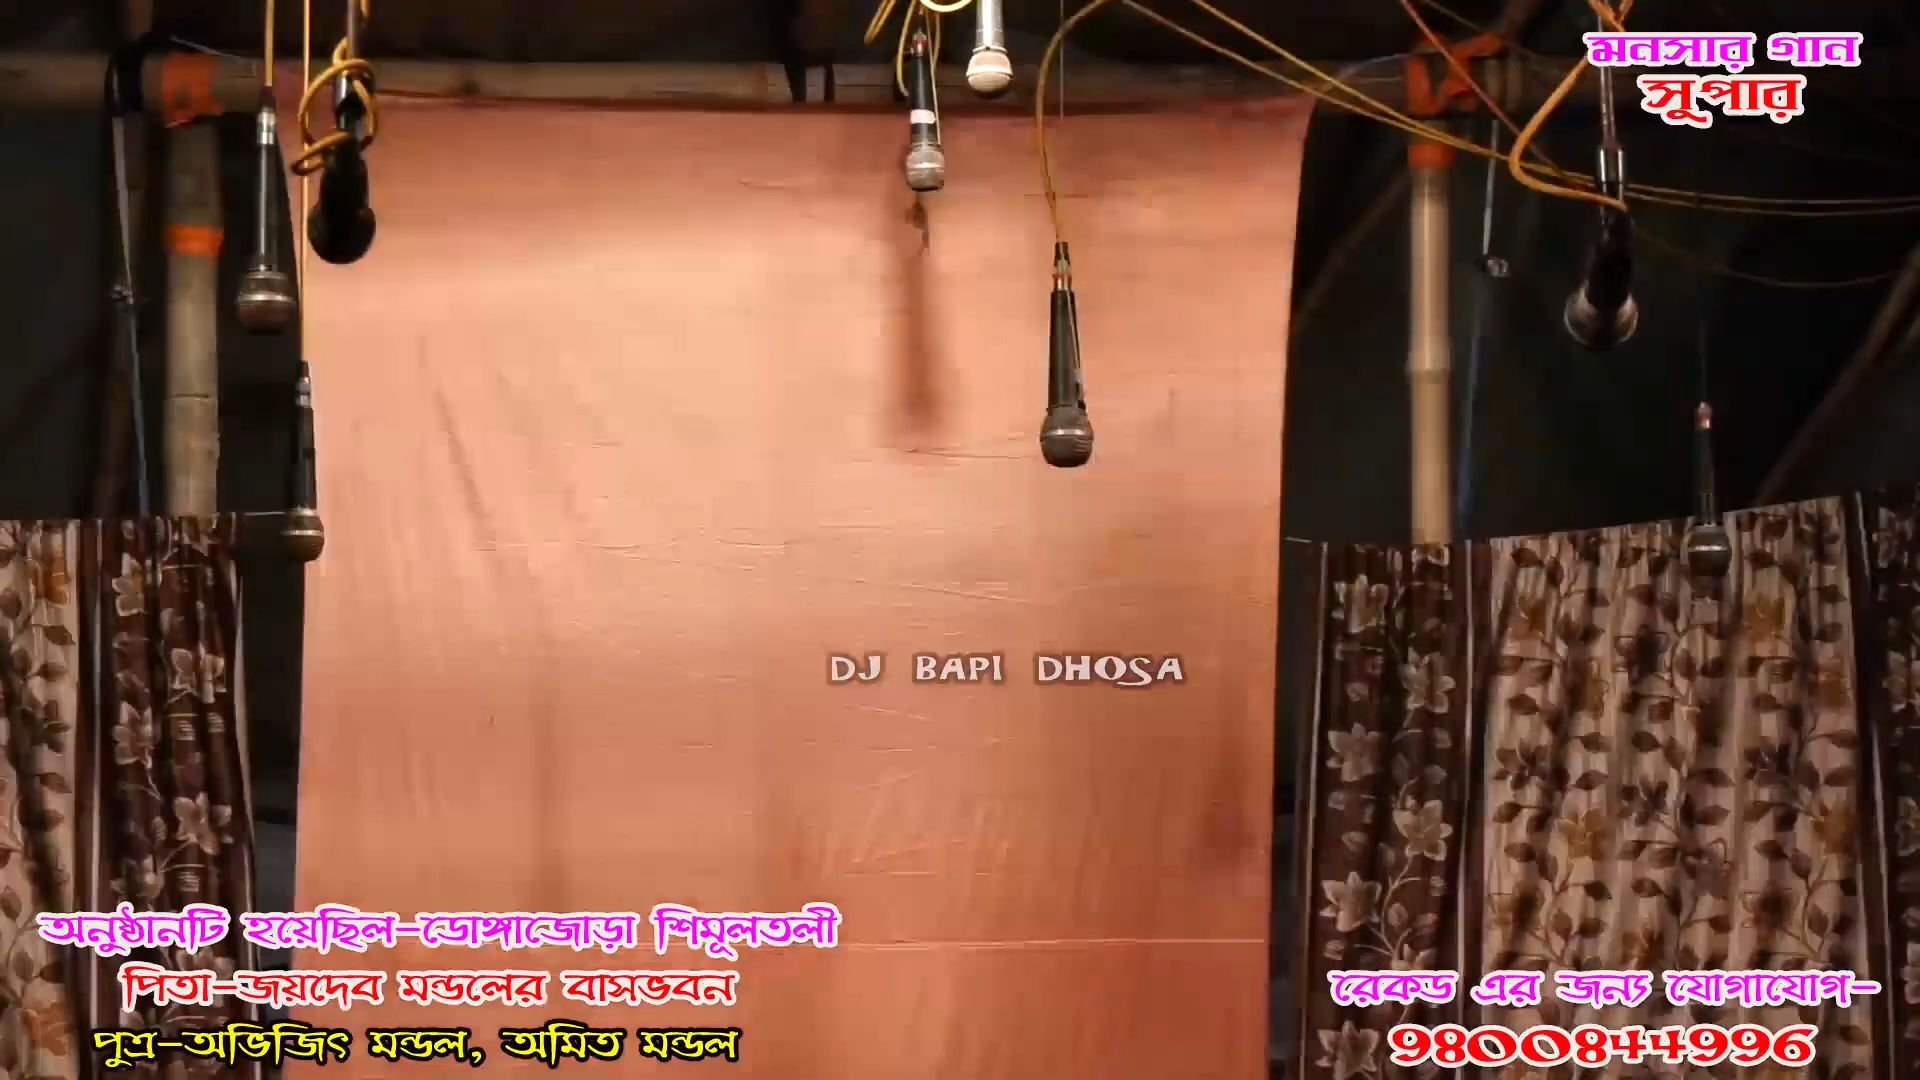 মনসার গান
সুপার
DJ BAPI DHOSA
অনুষ্ঠানটি হয়েছিল-ডোঙ্গাজোড়া শিমূলতলী
পিতা-জয়দেব মন্ডলের বাসভবন
পুত্র-অভিজিৎ মন্ডল, অমিত মন্ডল
রেকড এর জন্য যোগাযোগ-
9800844996